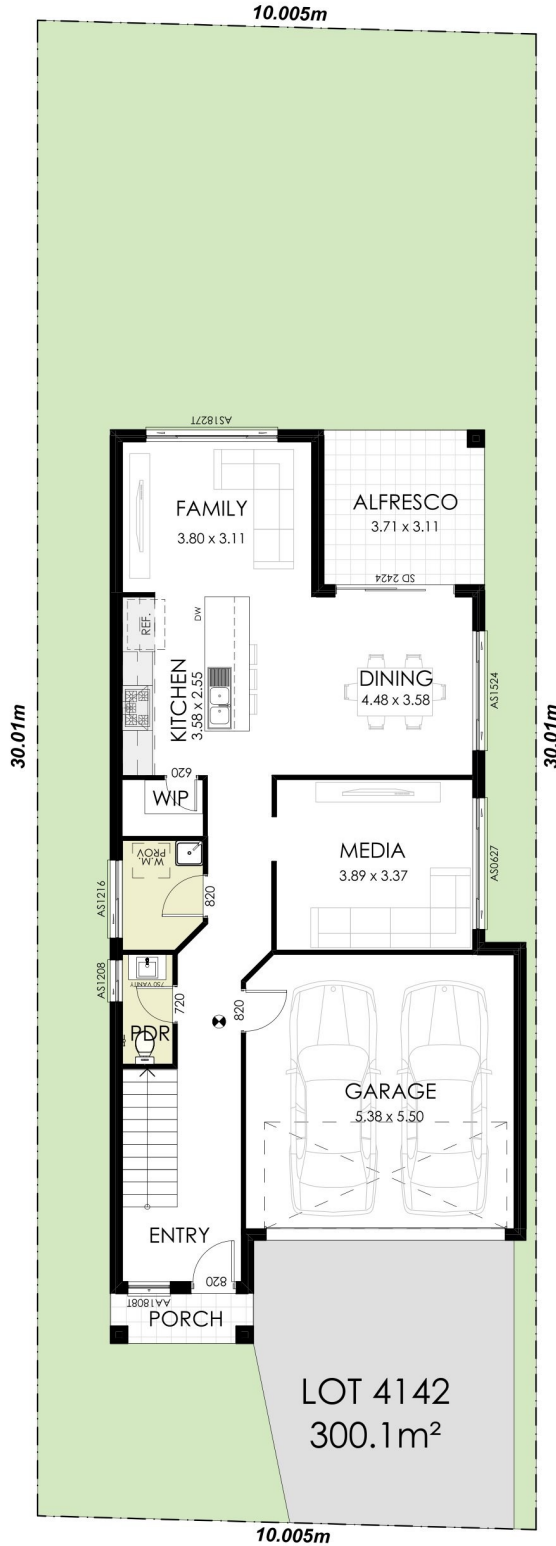 10.005m
AS1827T
FAMILY
3.80 x 3.11
ALFRESCO
3.71 x 3.11
SD 2424
REF.
DW
KITCHEN
3.58 x 2.55
DINING
4.48 x 3.58
AS1524
30.01m
30.01m
620
WIP
MEDIA
3.89 x 3.37
AS0627
W.M.
PROV
820
AS1216
AS1208
750 VANITY
720
PDR
820
GARAGE
5.38 x 5.50
ENTRY
820
AA1808T
PORCH
LOT 4142
300.1m²
10.005m